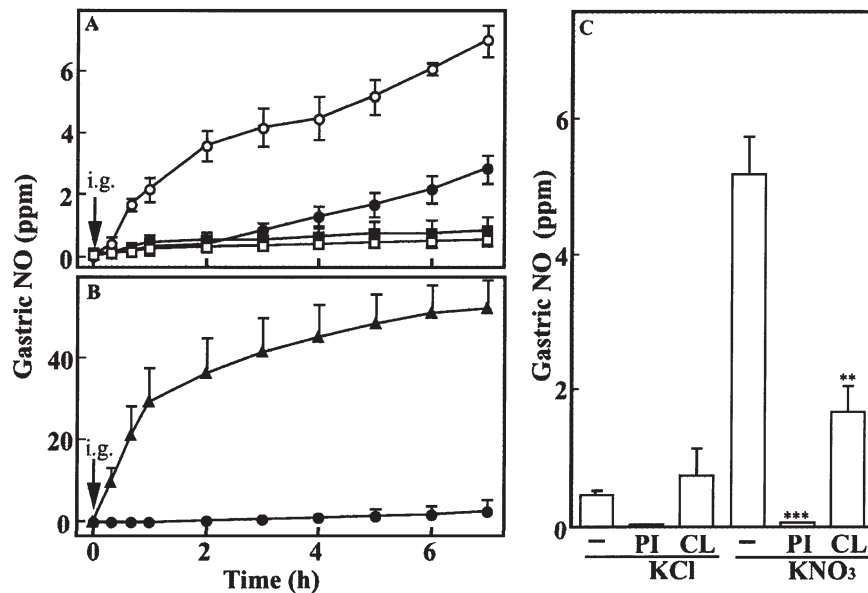 A
6
4
2
0
i.g.
Gastric NO (ppm)
B
40
20
0
i.g.
0 2 4 6
Time (h)
C
6
4
2
0
Gastric NO (ppm)
**
***
– PI CL – PI CL
KCl KNO₃